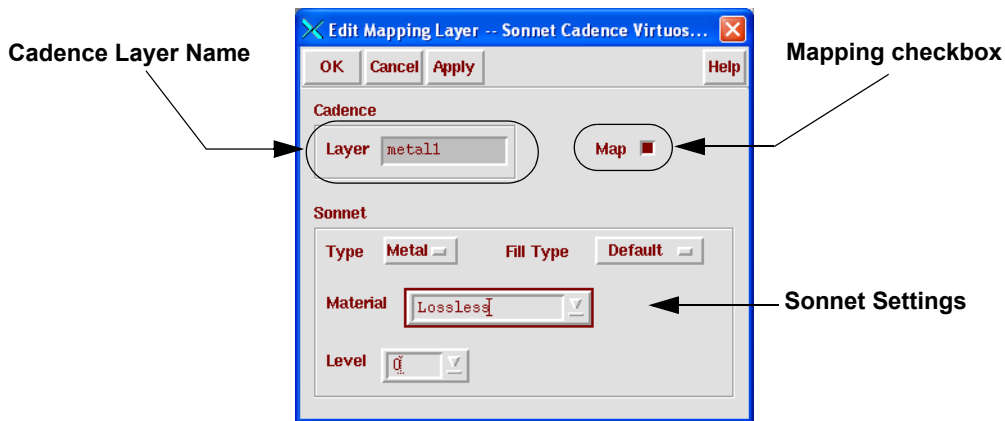 Edit Mapping Layer -- Sonnet Cadence Virtuos...
Cadence Layer Name
Mapping checkbox
OK Cancel Apply Help
Cadence
Layer metal1 Map
Sonnet
Type Metal Fill Type Default
Material Lossless
Sonnet Settings
Level 0